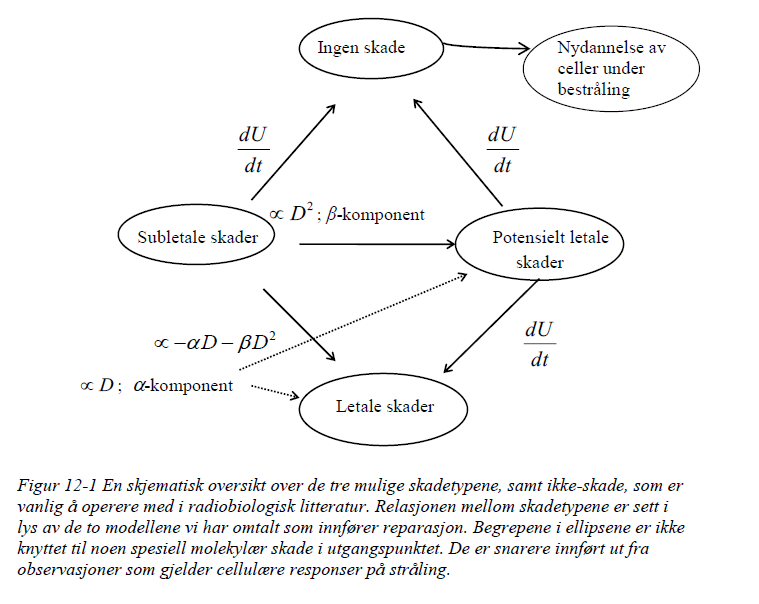 Ingen skade
Nydannelse av
celler under
bestråling
dU
dt
dU
dt
∝ D²; β-komponent
Subletale skader
Potensielt letale
skader
∝ −αD − βD²
dU
dt
∝ D; α-komponent
Letale skader
Figur 12-1 En skjematisk oversikt over de tre mulige skadetypene, samt ikke-skade, som er
vanlig å operere med i radiobiologisk litteratur. Relasjonen mellom skadetypene er sett i
lys av de to modellene vi har omtalt som innfører reparasjon. Begrepene i ellipsene er ikke
knyttet til noen spesiell molekylær skade i utgangspunktet. De er snarere innført ut fra
observasjoner som gjelder cellulære responser på stråling.